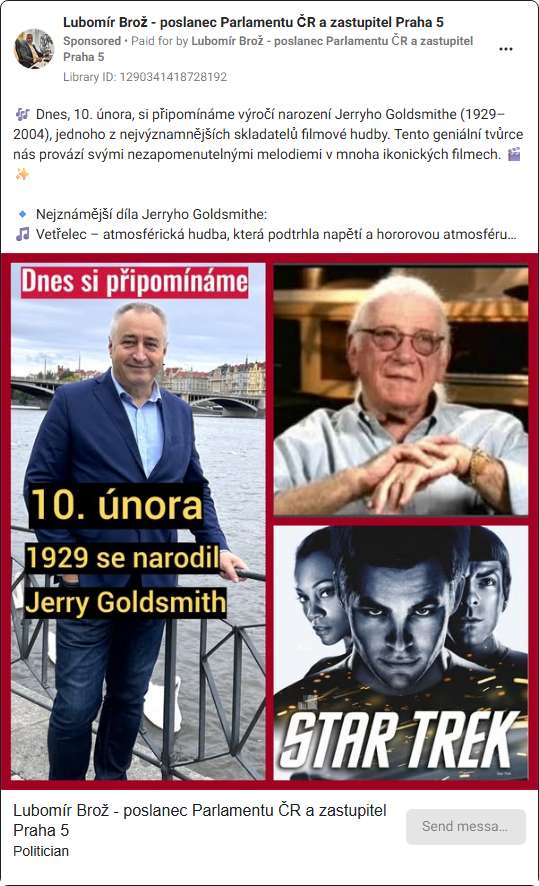 Lubomír Brož - poslanec Parlamentu ČR a zastupitel Praha 5
Sponsored • Paid for by Lubomír Brož - poslanec Parlamentu ČR a zastupitel
Praha 5
Library ID: 1290341418728192
🎶 Dnes, 10. února, si připomínáme výročí narození Jerryho Goldsmithe (1929–
2004), jednoho z nejvýznamnějších skladatelů filmové hudby. Tento geniální tvůrce
nás provází svými nezapomenutelnými melodiemi v mnoha ikonických filmech. 🎬
✨
🔹 Nejznámější díla Jerryho Goldsmithe:
🎵 Vetřelec – atmosférická hudba, která podtrhla napětí a hororovou atmosféru...
Dnes si připomínáme
10. února
1929 se narodil
Jerry Goldsmith
STAR TREK
Lubomír Brož - poslanec Parlamentu ČR a zastupitel
Praha 5
Politician
Send messa...